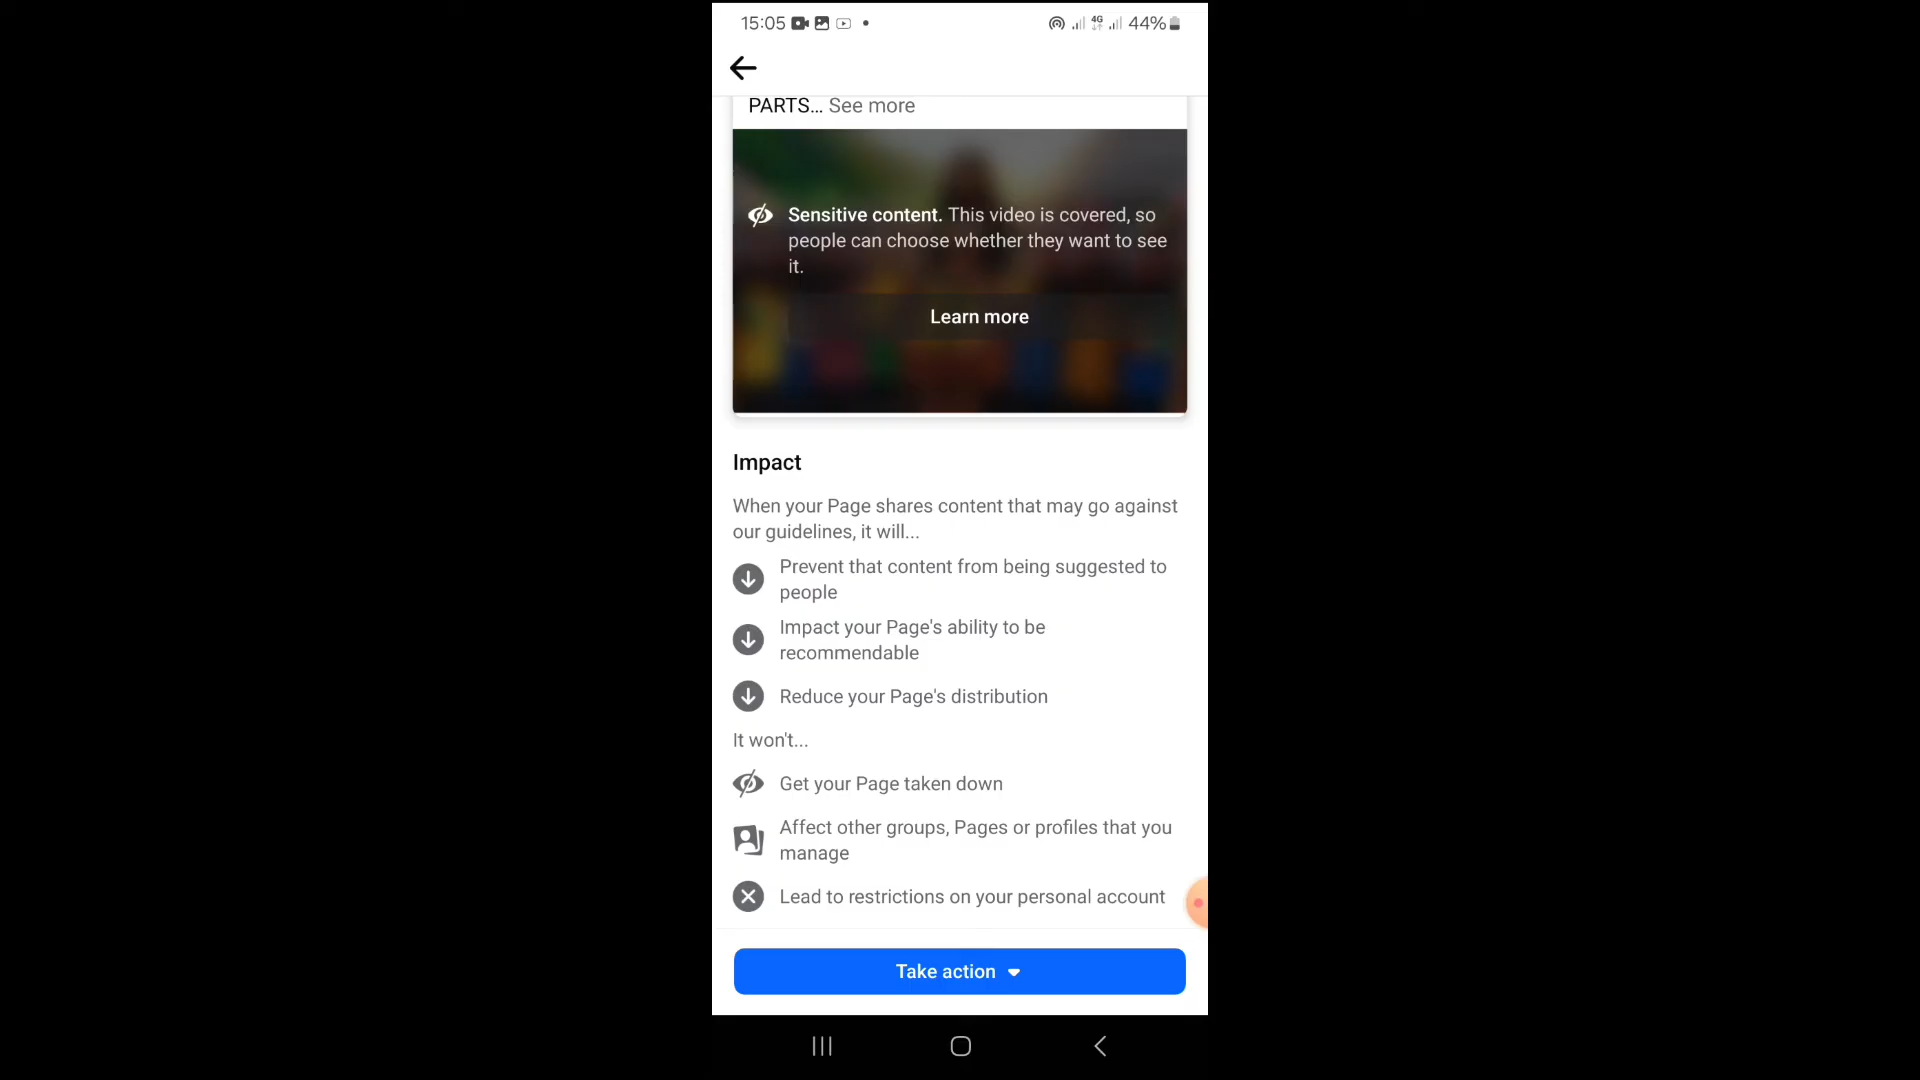 15:05
4G
44%
PARTS... See more
Sensitive content. This video is covered, so
people can choose whether they want to see
it.
Learn more
Impact
When your Page shares content that may go against
our guidelines, it will...
Prevent that content from being suggested to
people
Impact your Page's ability to be
recommendable
Reduce your Page's distribution
It won't...
Get your Page taken down
Affect other groups, Pages or profiles that you
manage
Lead to restrictions on your personal account
Take action